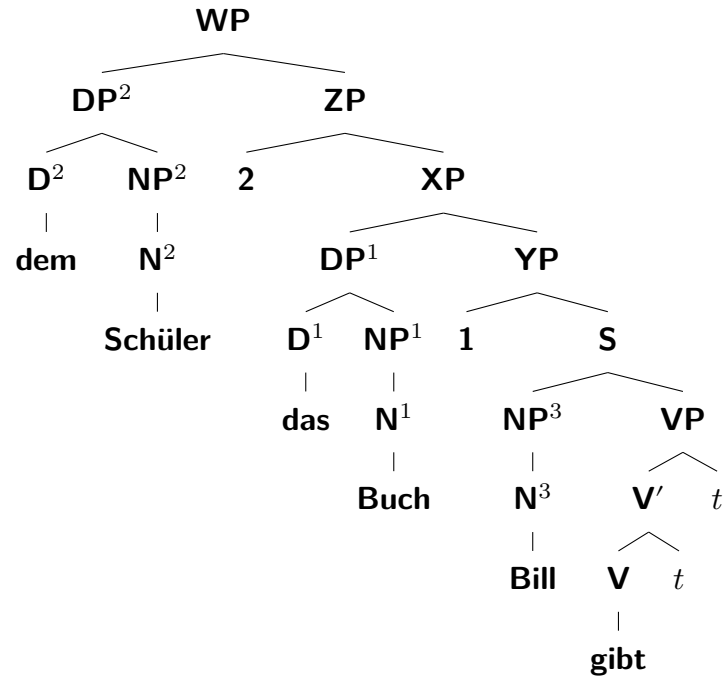 WP
DP² ZP
D² NP² 2 XP
dem N² DP¹ YP
Schüler D¹ NP¹ 1 S
das N¹ NP³ VP
Buch N³ V′ t
Bill V t
gibt